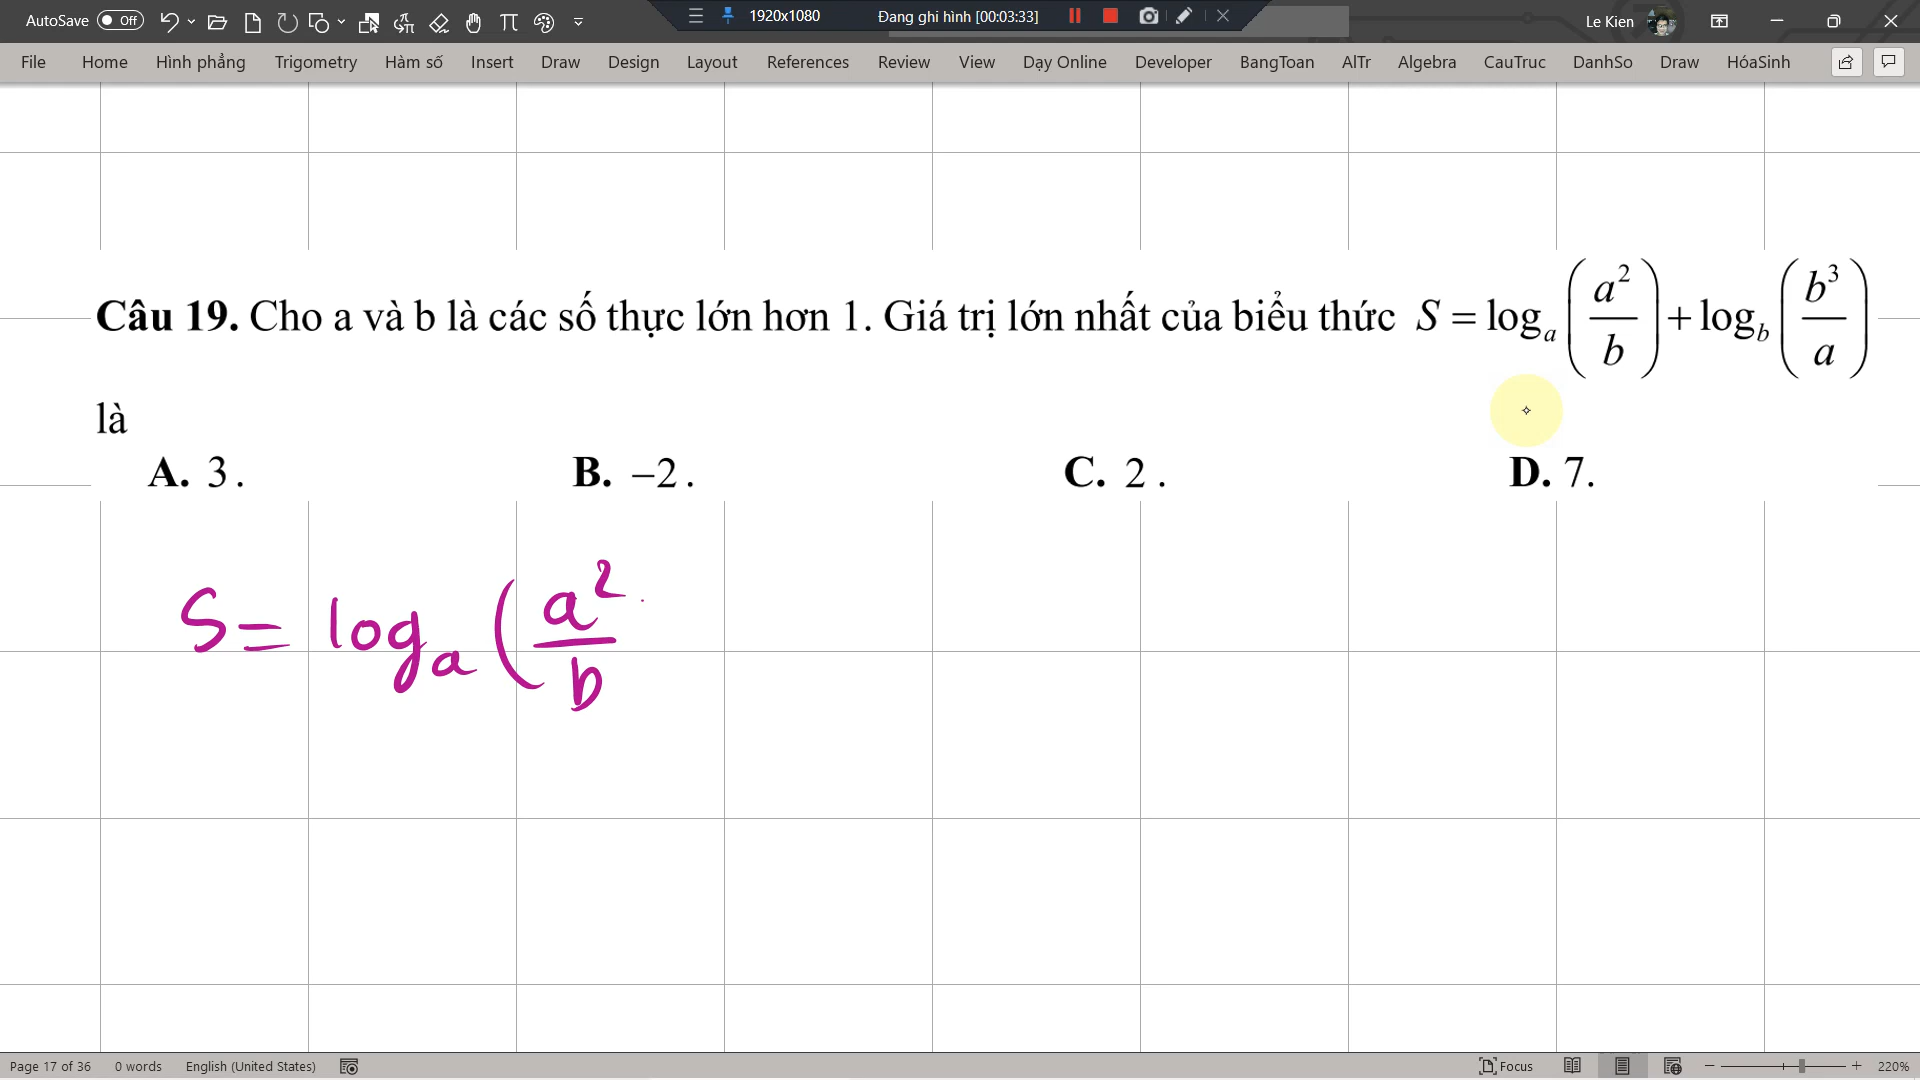 AutoSave Off
1920x1080 Đang ghi hình [00:03:33]
Le Kien
File Home Hình phẳng Trigometry Hàm số Insert Draw Design Layout References Review View Dạy Online Developer BangToan AlTr Algebra CauTruc DanhSo Draw HóaSinh
Câu 19. Cho a và b là các số thực lớn hơn 1. Giá trị lớn nhất của biểu thức S = log_a (a^2/b) + log_b (b^3/a)
là
A. 3. B. −2. C. 2. D. 7.
S = log_a (a^2/b
Page 17 of 36 0 words English (United States) Focus 220%